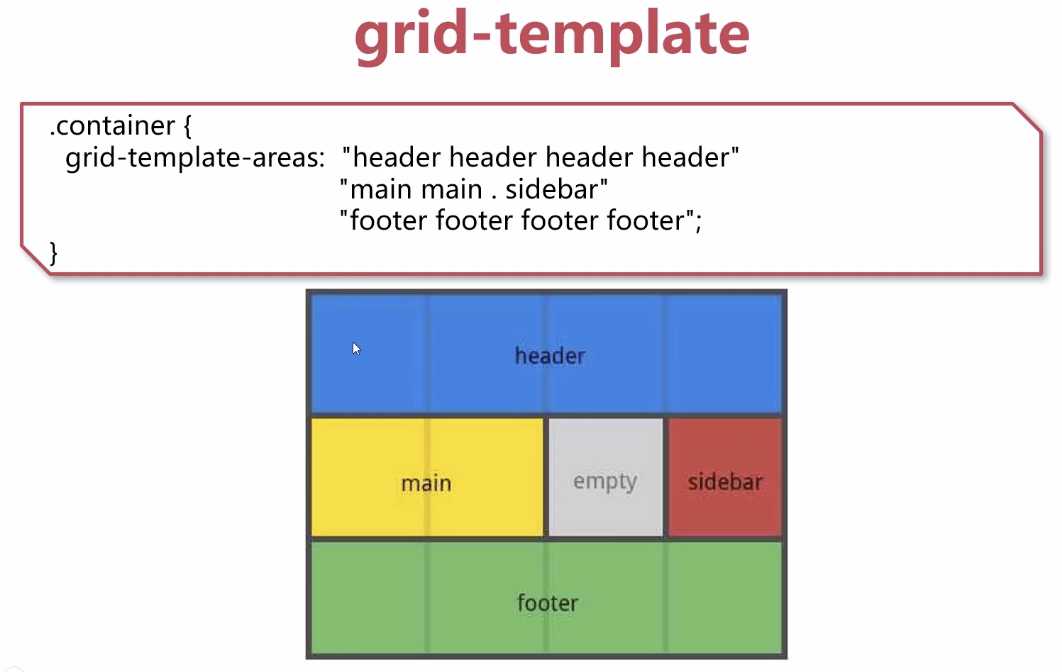 grid-template
.container {
grid-template-areas: "header header header header"
"main main . sidebar"
"footer footer footer footer";
}
header
main empty sidebar
footer